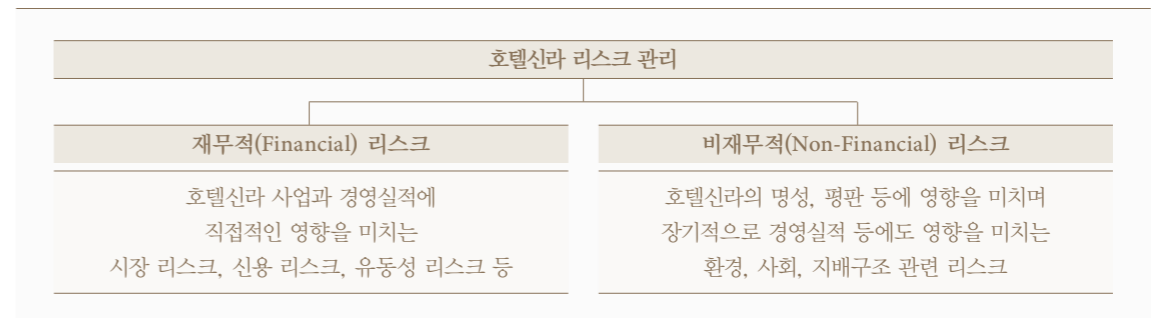 호텔신라 리스크 관리
재무적(Financial) 리스크
호텔신라 사업과 경영실적에
직접적인 영향을 미치는
시장 리스크, 신용 리스크, 유동성 리스크 등
비재무적(Non-Financial) 리스크
호텔신라의 명성, 평판 등에 영향을 미치며
장기적으로 경영실적 등에도 영향을 미치는
환경, 사회, 지배구조 관련 리스크